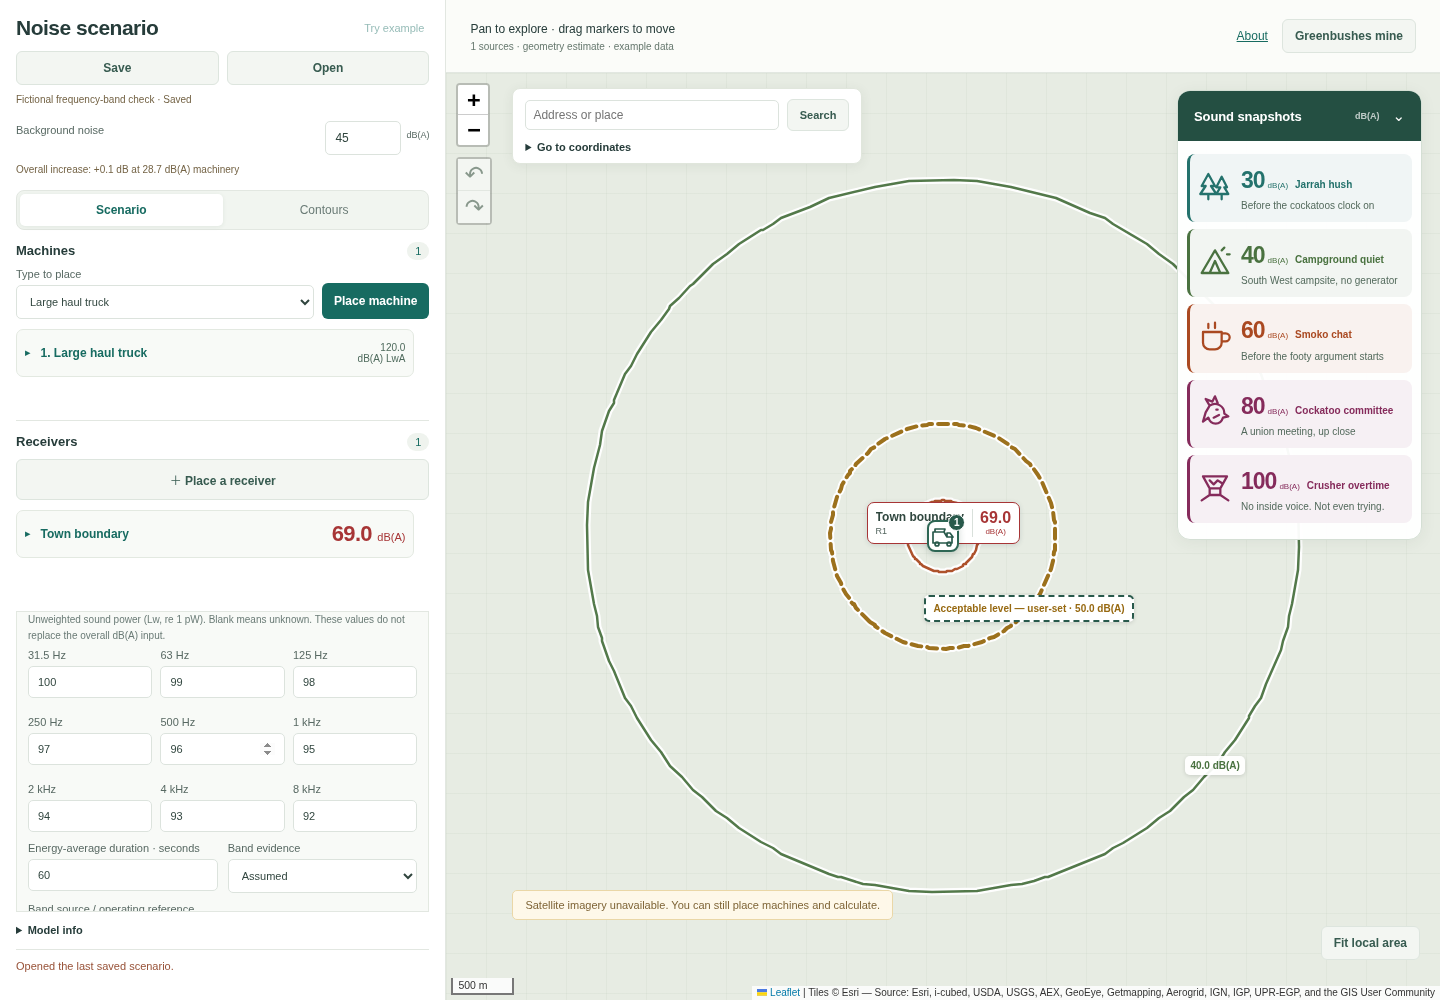 Noise scenario
Try example
Save
Open
Fictional frequency-band check · Saved
Background noise
45
dB(A)
Overall increase: +0.1 dB at 28.7 dB(A) machinery
Scenario
Contours
Machines
1
Type to place
Large haul truck
Place machine
1. Large haul truck
120.0
dB(A) LwA
Receivers
1
Place a receiver
Town boundary
69.0 dB(A)
Unweighted sound power (Lw, re 1 pW). Blank means unknown. These values do not
replace the overall dB(A) input.
31.5 Hz
63 Hz
125 Hz
100
99
98
250 Hz
500 Hz
1 kHz
97
96
95
2 kHz
4 kHz
8 kHz
94
93
92
Energy-average duration · seconds
Band evidence
60
Assumed
Band source / operating reference
Model info
Opened the last saved scenario.
Pan to explore · drag markers to move
1 sources · geometry estimate · example data
About
Greenbushes mine
+
−
Address or place
Search
Go to coordinates
Sound snapshots
dB(A)
30 dB(A) Jarrah hush
Before the cockatoos clock on
40 dB(A) Campground quiet
South West campsite, no generator
60 dB(A) Smoko chat
Before the footy argument starts
80 dB(A) Cockatoo committee
A union meeting, up close
100 dB(A) Crusher overtime
No inside voice. Not even trying.
Town boundary
R1
69.0
dB(A)
1
Acceptable level — user-set · 50.0 dB(A)
40.0 dB(A)
Satellite imagery unavailable. You can still place machines and calculate.
Fit local area
500 m
Leaflet | Tiles © Esri — Source: Esri, i-cubed, USDA, USGS, AEX, GeoEye, Getmapping, Aerogrid, IGN, IGP, UPR-EGP, and the GIS User Community